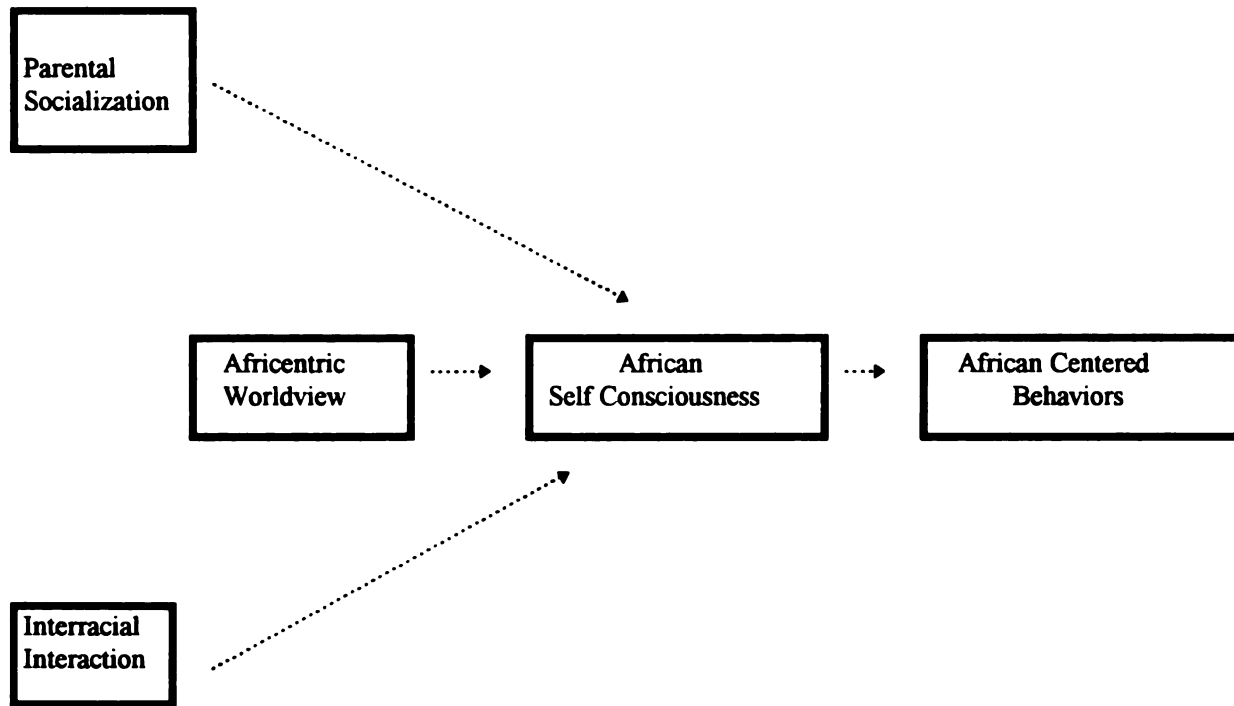 Parental
Socialization
Africentric
Worldview
African
Self Consciousness
African Centered
Behaviors
Interracial
Interaction